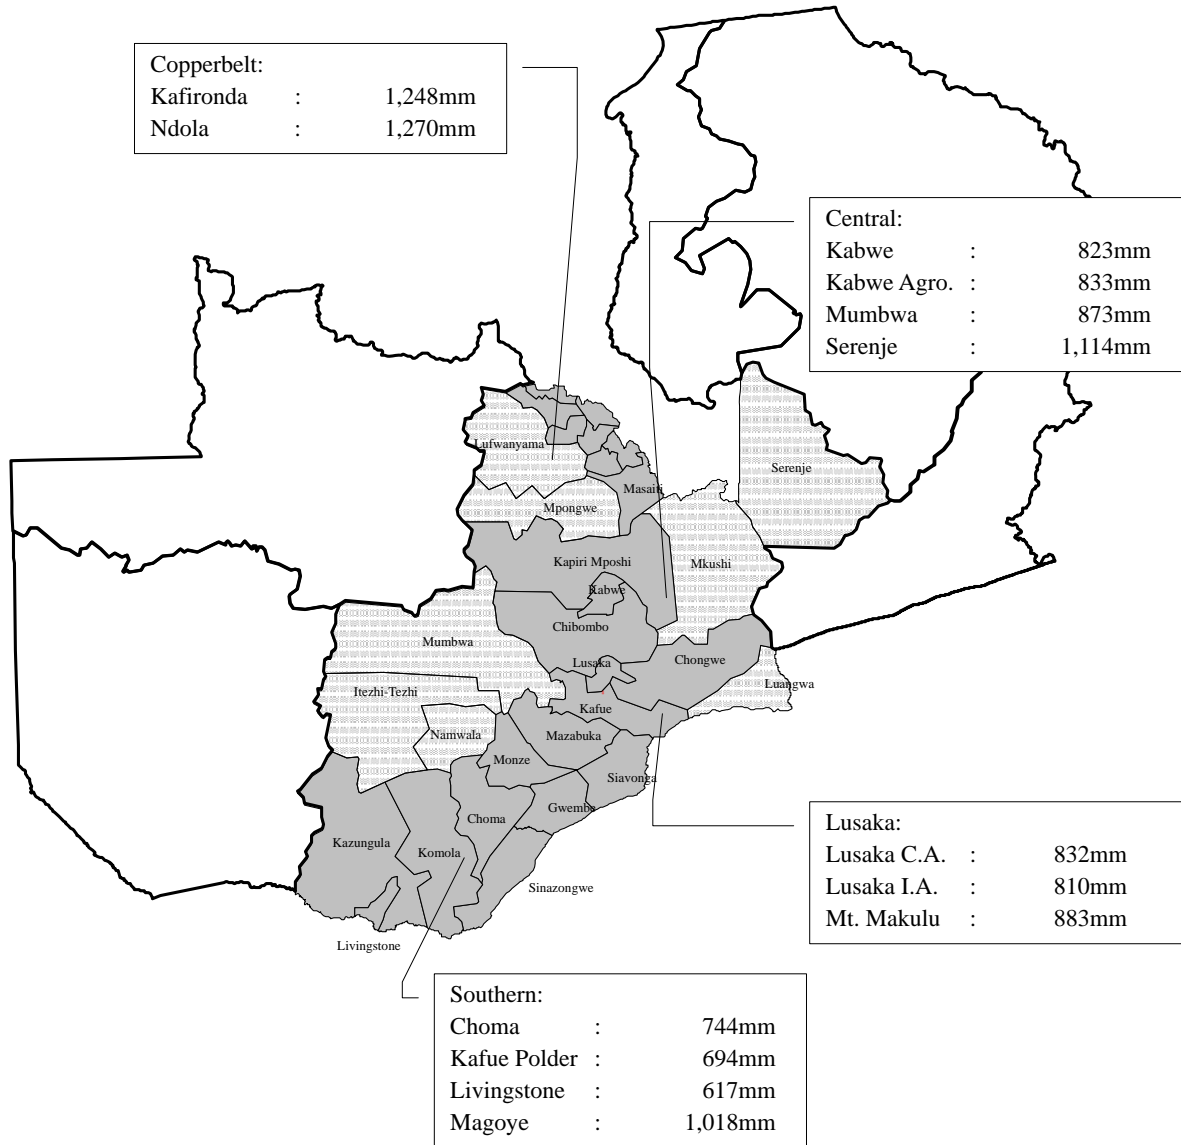 Copperbelt:
Kafironda : 1,248mm
Ndola : 1,270mm
Central:
Kabwe : 823mm
Kabwe Agro. : 833mm
Mumbwa : 873mm
Serenje : 1,114mm
Lufwanyama
Serenje
Masaiti
Mpongwe
Kapiri Mposhi
Mkushi
Kabwe
Chibombo
Mumbwa
Lusaka
Chongwe
Itezhi-Tezhi
Luangwa
Kafue
Namwala
Mazabuka
Monze
Siavonga
Gwembe
Choma
Kazungula
Komola
Sinazongwe
Livingstone
Lusaka:
Lusaka C.A. : 832mm
Lusaka I.A. : 810mm
Mt. Makulu : 883mm
Southern:
Choma : 744mm
Kafue Polder : 694mm
Livingstone : 617mm
Magoye : 1,018mm